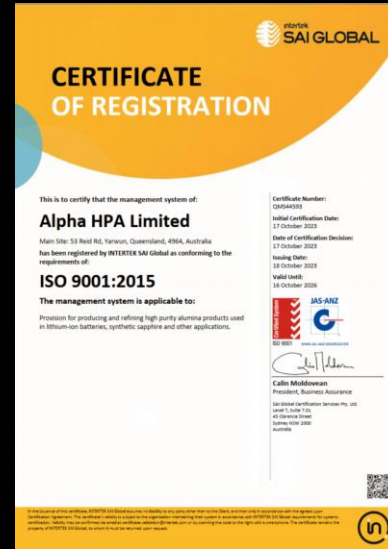 intertek
SAI GLOBAL
CERTIFICATE
OF REGISTRATION
This is to certify that the management system of:
Alpha HPA Limited
Main Site: 53 Reid Rd, Yarwun, Queensland, 4964, Australia
has been registered by INTERTEK SAI Global as conforming to the
requirements of:
ISO 9001:2015
The management system is applicable to:
Provision for producing and refining high purity alumina products used
in lithium-ion batteries, synthetic sapphire and other applications.
Certificate Number:
QMS44593
Initial Certification Date:
17 October 2023
Date of Certification Decision:
17 October 2023
Issuing Date:
18 October 2023
Valid Until:
16 October 2026
Certified System
ISO 9001
JAS-ANZ
Calin Moldovean
President, Business Assurance
SAI Global Certification Services Pty. Ltd.
Level 7, Suite 7.01
45 Clarence Street
Sydney NSW 2000
Australia
in